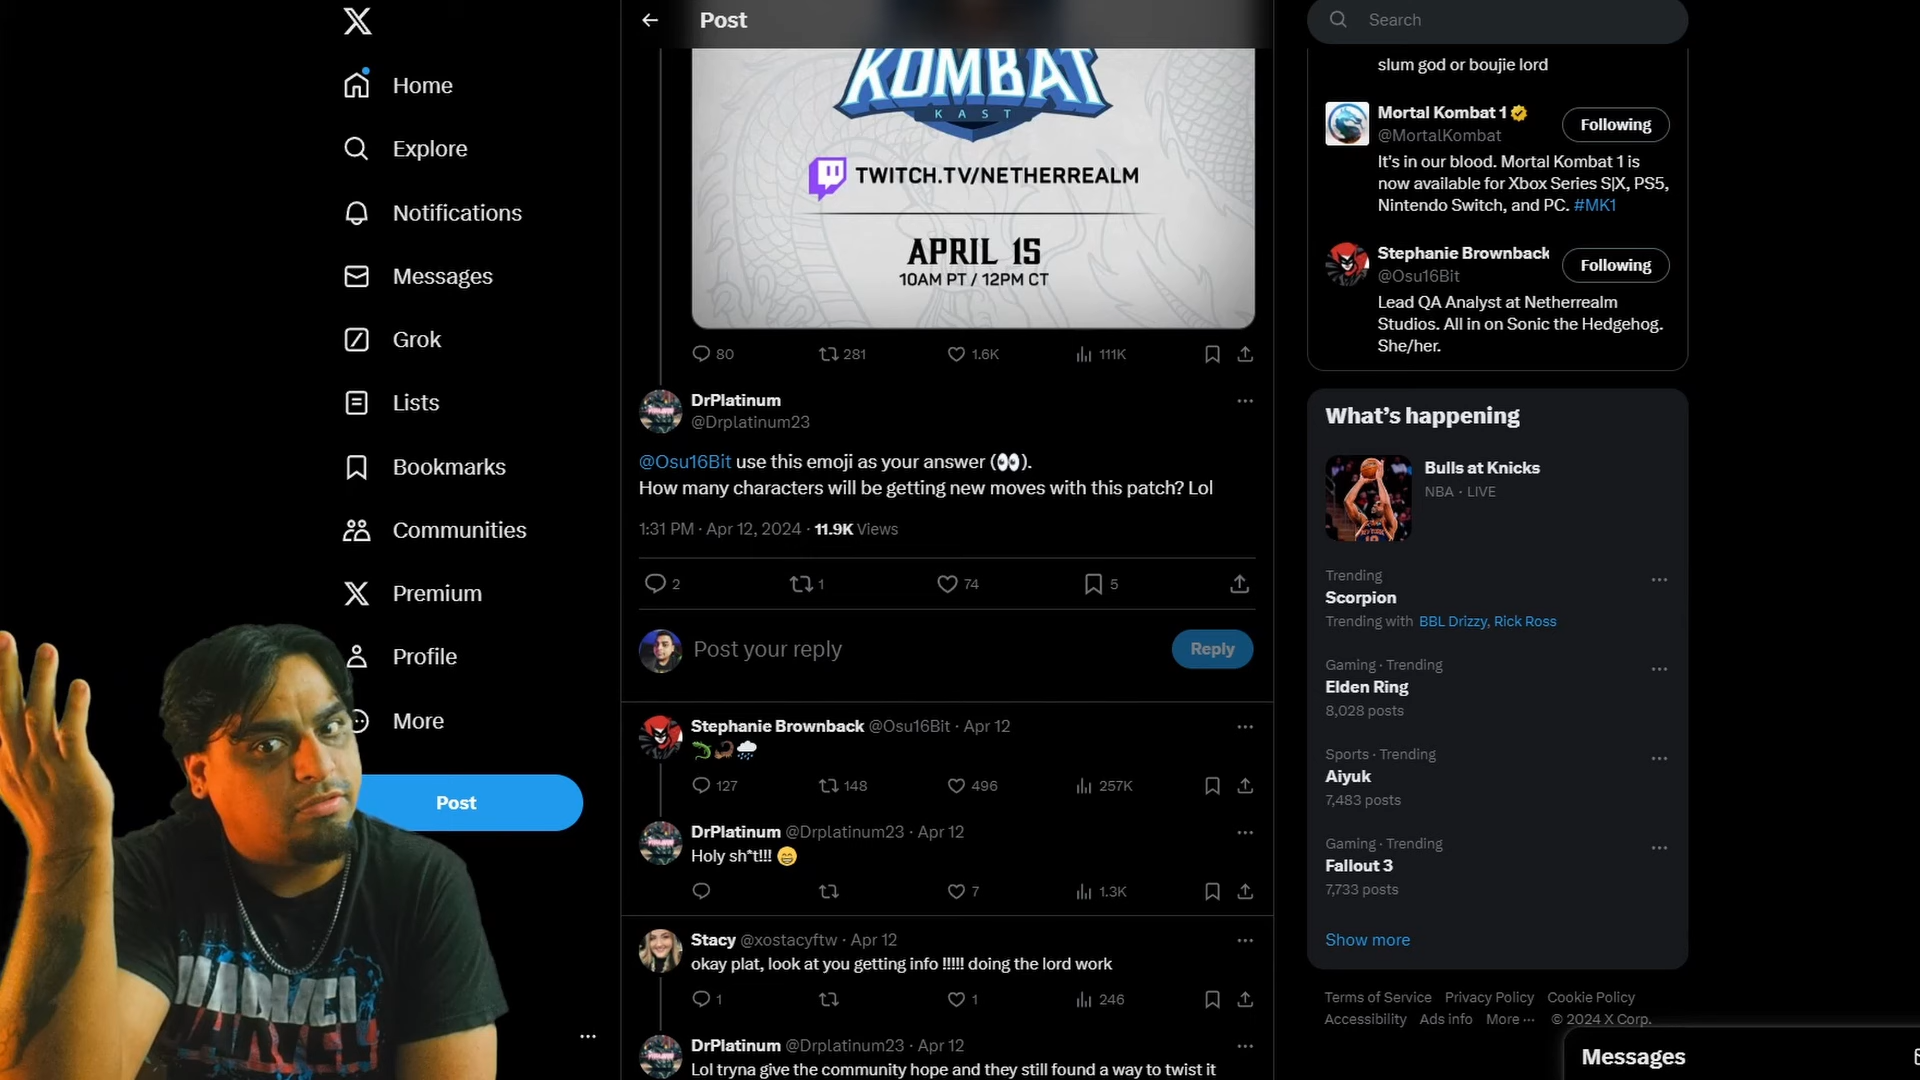 Home
Explore
Notifications
Messages
Grok
Lists
Bookmarks
Communities
Premium
Profile
More
Post
Post
KOMBAT
KAST
TWITCH.TV/NETHERREALM
APRIL 15
10AM PT / 12PM CT
80 281 1.6K 111K
DrPlatinum
@Drplatinum23
@Osu16Bit use this emoji as your answer (👀).
How many characters will be getting new moves with this patch? Lol
1:31 PM · Apr 12, 2024 · 11.9K Views
2 1 74 5
Post your reply
Reply
Stephanie Brownback @Osu16Bit · Apr 12
🦎🦂🌧️
127 148 496 257K
DrPlatinum @Drplatinum23 · Apr 12
Holy sh*t!!! 😁
7 1.3K
Stacy @xostacyftw · Apr 12
okay plat, look at you getting info !!!!! doing the lord work
1 1 246
DrPlatinum @Drplatinum23 · Apr 12
Lol tryna give the community hope and they still found a way to twist it
Search
slum god or boujie lord
Mortal Kombat 1
@MortalKombat
Following
It's in our blood. Mortal Kombat 1 is
now available for Xbox Series S|X, PS5,
Nintendo Switch, and PC. #MK1
Stephanie Brownback
@Osu16Bit
Following
Lead QA Analyst at Netherrealm
Studios. All in on Sonic the Hedgehog.
She/her.
What's happening
Bulls at Knicks
NBA · LIVE
Trending
Scorpion
Trending with BBL Drizzy, Rick Ross
Gaming · Trending
Elden Ring
8,028 posts
Sports · Trending
Aiyuk
7,483 posts
Gaming · Trending
Fallout 3
7,733 posts
Show more
Terms of Service Privacy Policy Cookie Policy
Accessibility Ads info More ··· © 2024 X Corp.
Messages